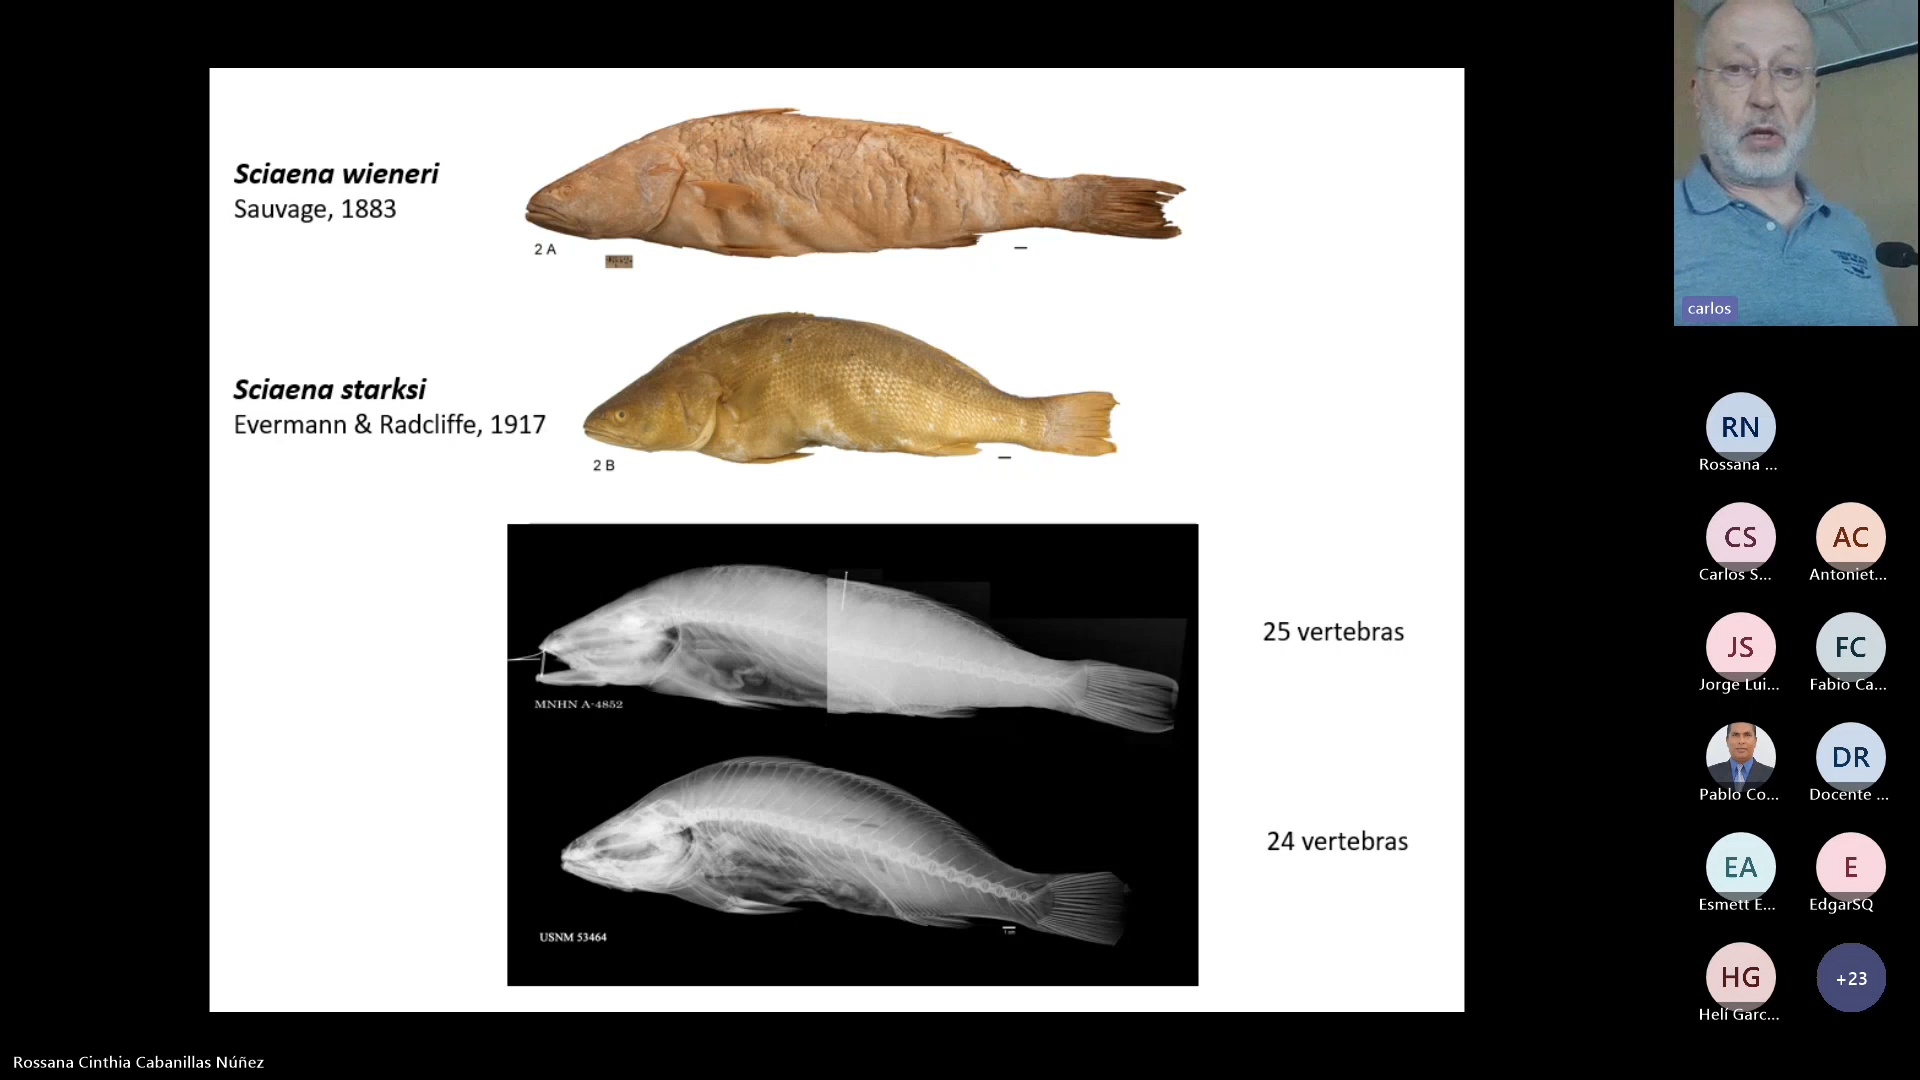 Sciaena wieneri
Sauvage, 1883
2 A
Sciaena starksi
Evermann & Radcliffe, 1917
2 B
MNHN A-4852
25 vertebras
24 vertebras
USNM 53464
1 cm
carlos
RN
Rossana ...
CS
Carlos S...
AC
Antoniet...
JS
Jorge Lui...
FC
Fabio Ca...
Pablo Co...
DR
Docente ...
EA
Esmett E...
E
EdgarSQ
HG
Helí Garc...
+23
Rossana Cinthia Cabanillas Núñez